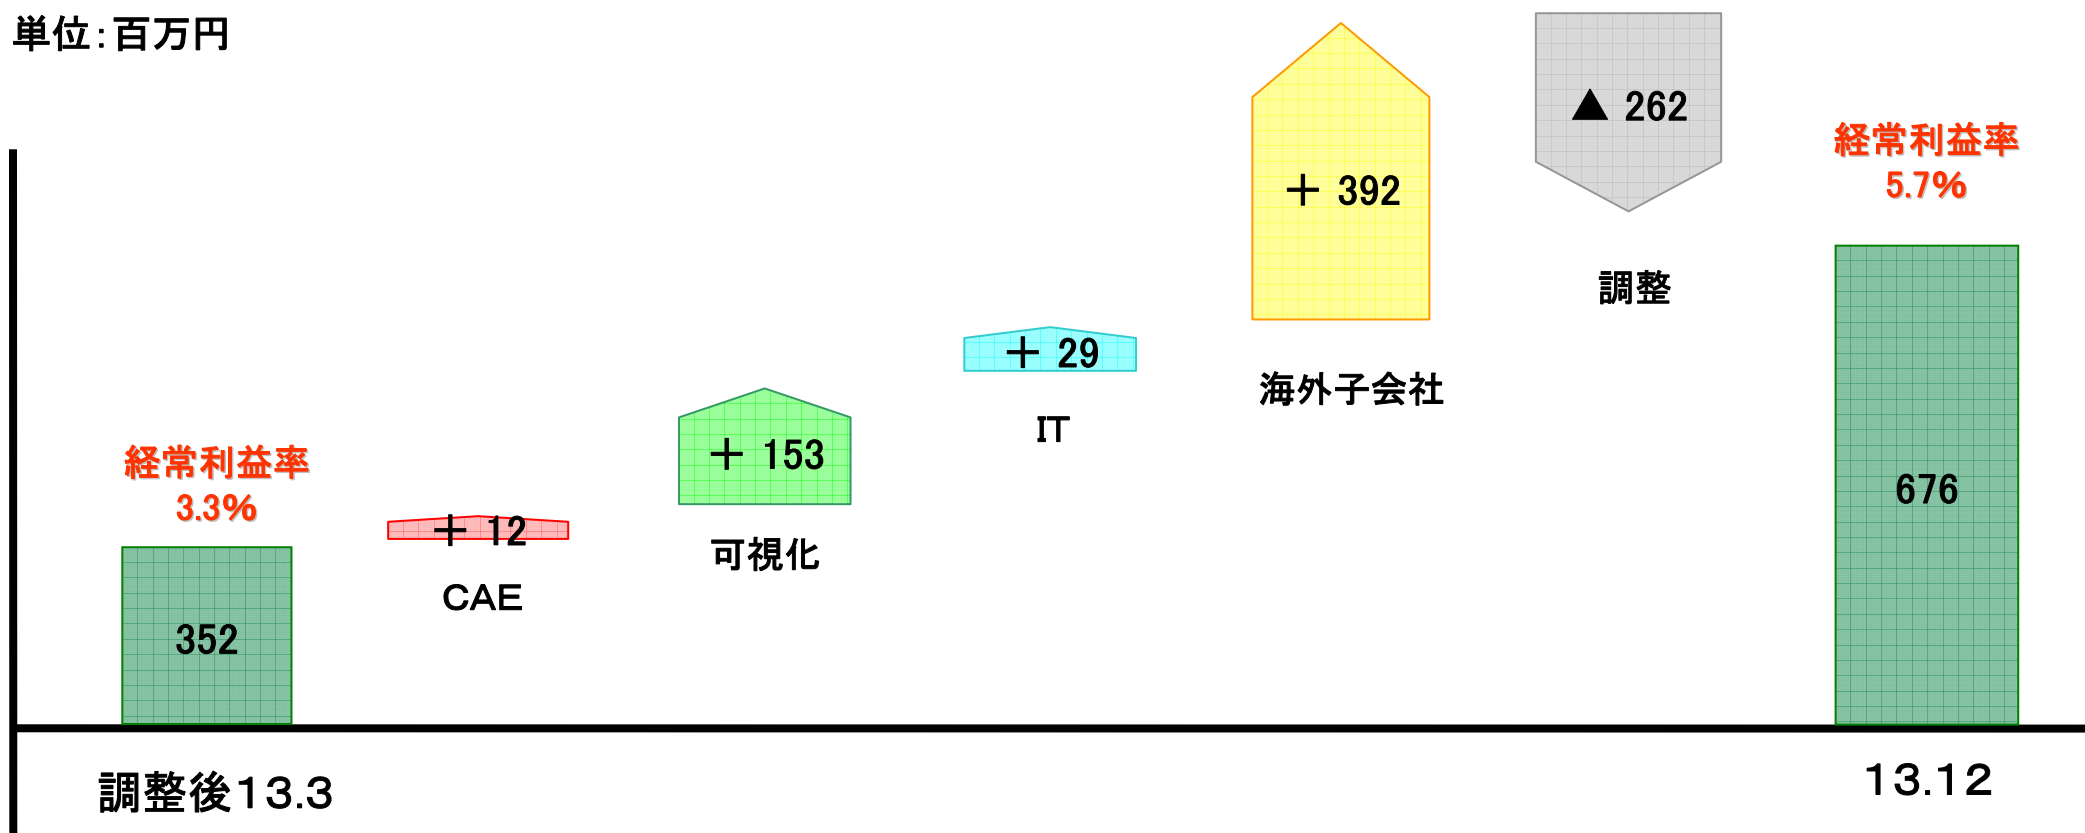 単位：百万円
経常利益率
3.3%
352
＋ 12
CAE
＋ 153
可視化
＋ 29
IT
＋ 392
海外子会社
▲ 262
調整
経常利益率
5.7%
676
調整後13.3
13.12